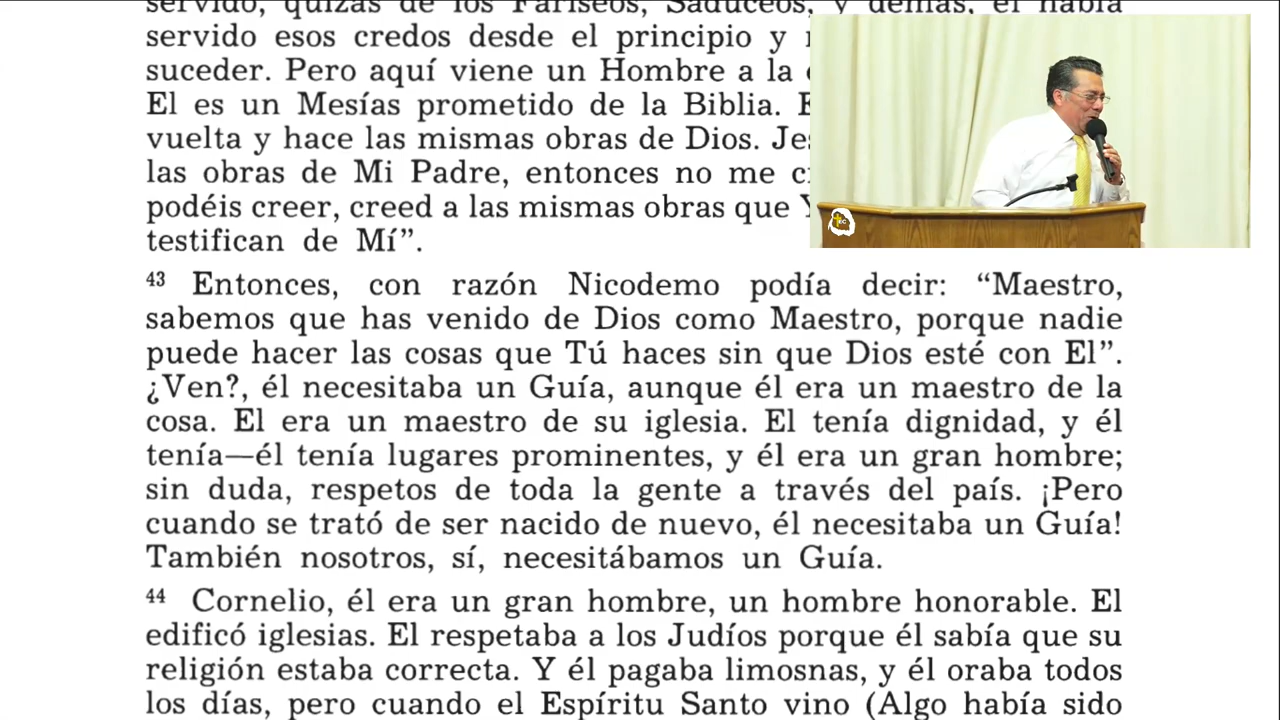 servido, quizás de los Fariseos, Saduceos, y demás, él había
servido esos credos desde el principio y
suceder. Pero aquí viene un Hombre a la
El es un Mesías prometido de la Biblia.
vuelta y hace las mismas obras de Dios.
las obras de Mi Padre, entonces no me
podéis creer, creed a las mismas obras que
testifican de Mí”.
43 Entonces, con razón Nicodemo podía decir: “Maestro,
sabemos que has venido de Dios como Maestro, porque nadie
puede hacer las cosas que Tú haces sin que Dios esté con El”.
¿Ven?, él necesitaba un Guía, aunque él era un maestro de la
cosa. El era un maestro de su iglesia. El tenía dignidad, y él
tenía—él tenía lugares prominentes, y él era un gran hombre;
sin duda, respetos de toda la gente a través del país. ¡Pero
cuando se trató de ser nacido de nuevo, él necesitaba un Guía!
También nosotros, sí, necesitábamos un Guía.
44 Cornelio, él era un gran hombre, un hombre honorable. El
edificó iglesias. El respetaba a los Judíos porque él sabía que su
religión estaba correcta. Y él pagaba limosnas, y él oraba todos
los días, pero cuando el Espíritu Santo vino (Algo había sido